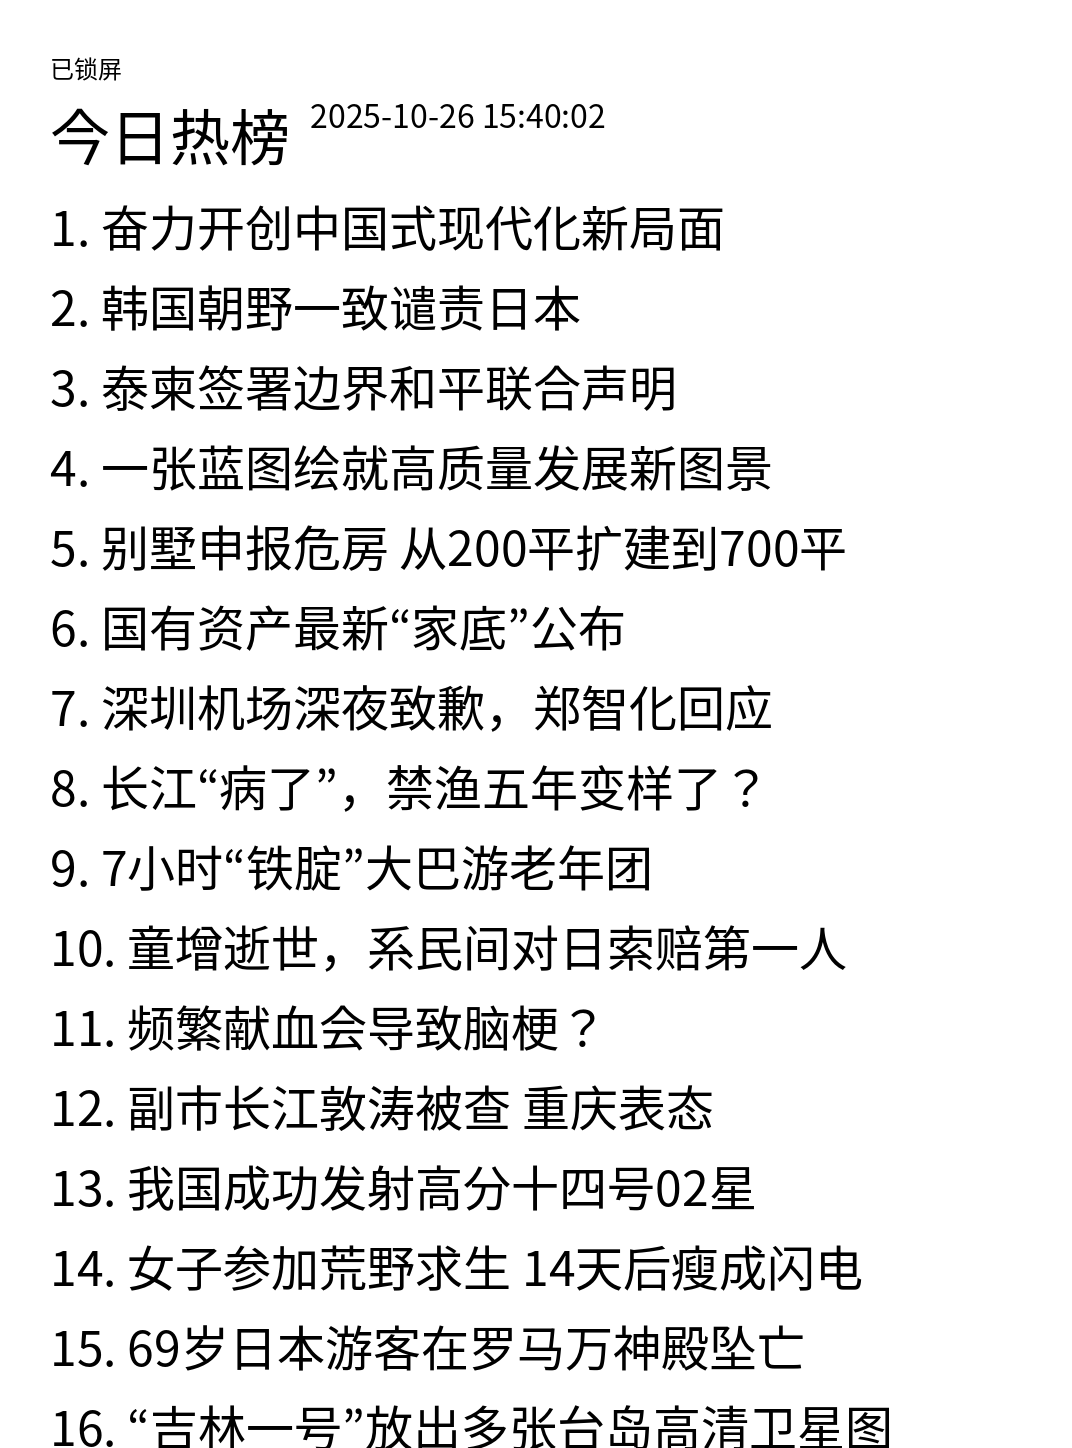 已锁屏
今日热榜 2025-10-26 15:40:02
1. 奋力开创中国式现代化新局面
2. 韩国朝野一致谴责日本
3. 泰柬签署边界和平联合声明
4. 一张蓝图绘就高质量发展新图景
5. 别墅申报危房 从200平扩建到700平
6. 国有资产最新“家底”公布
7. 深圳机场深夜致歉，郑智化回应
8. 长江“病了”，禁渔五年变样了？
9. 7小时“铁腚”大巴游老年团
10. 童增逝世，系民间对日索赔第一人
11. 频繁献血会导致脑梗？
12. 副市长江敦涛被查 重庆表态
13. 我国成功发射高分十四号02星
14. 女子参加荒野求生 14天后瘦成闪电
15. 69岁日本游客在罗马万神殿坠亡
16. “吉林一号”放出多张台岛高清卫星图